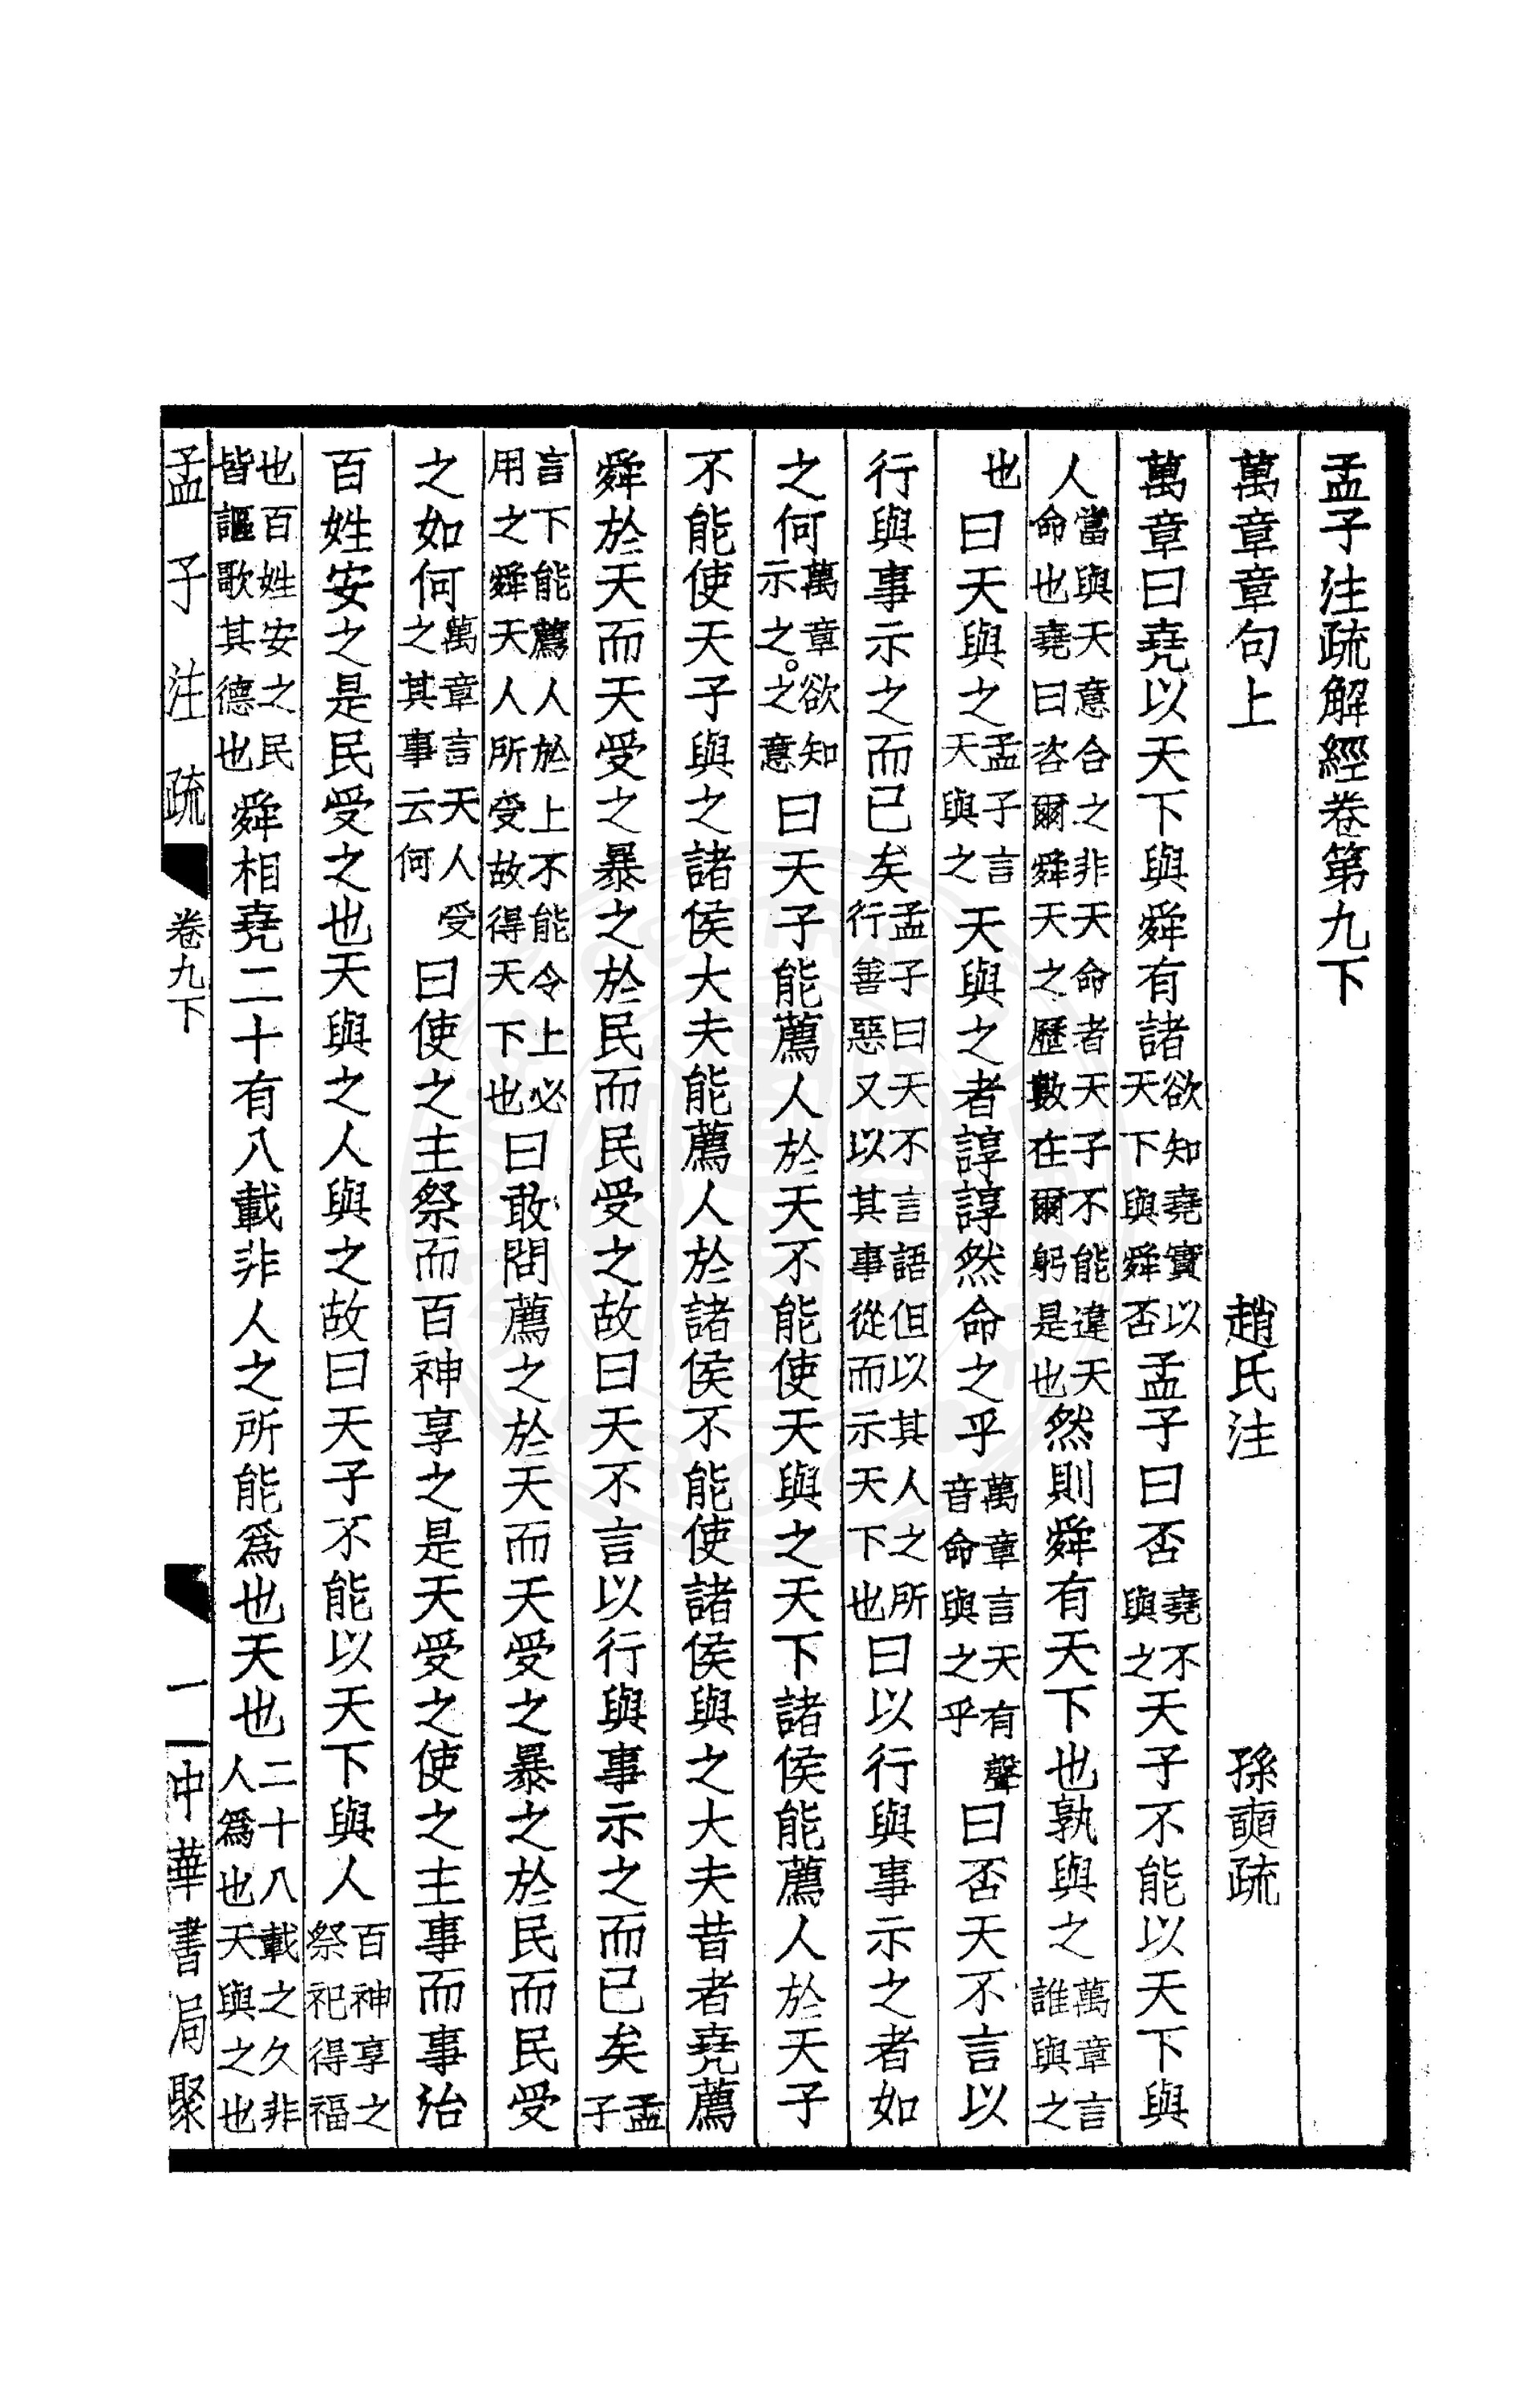 孟子注疏解經卷第九下
萬章章句上 趙氏注 孫奭疏
萬章曰堯以天下與舜有諸欲知堯實以天下與舜否孟子曰否堯不與之天子不能以天下與
人當與天意合之非天命者天子不能違天命也堯曰咨爾舜天之歷數在爾躬是也然則舜有天下也孰與之萬章言誰與之
也曰天與之孟子言天與之天與之者諄諄然命之乎萬章言天有聲音命與之乎曰否天不言以
行與事示之而已矣孟子曰天不言語但以其人之所行善惡又以其事從而示天下也曰以行與事示之者如
之何萬章欲知示之。之意曰天子能薦人於天不能使天與之天下諸侯能薦人於天子
不能使天子與之諸侯大夫能薦人於諸侯不能使諸侯與之大夫昔者堯薦
舜於天而天受之暴之於民而民受之故曰天不言以行與事示之而已矣孟子
言下能薦人於上不能令上必用之舜天人所受故得天下也曰敢問薦之於天而天受之暴之於民而民受
之如何萬章言天人受之其事云何曰使之主祭而百神享之是天受之使之主事而事治
百姓安之是民受之也天與之人與之故曰天子不能以天下與人百神享之祭祀得福
也百姓安之民皆謳歌其德也舜相堯二十有八載非人之所能爲也天也二十八載之久非人爲也天與之也
孟子注疏 卷九下 一 中華書局聚